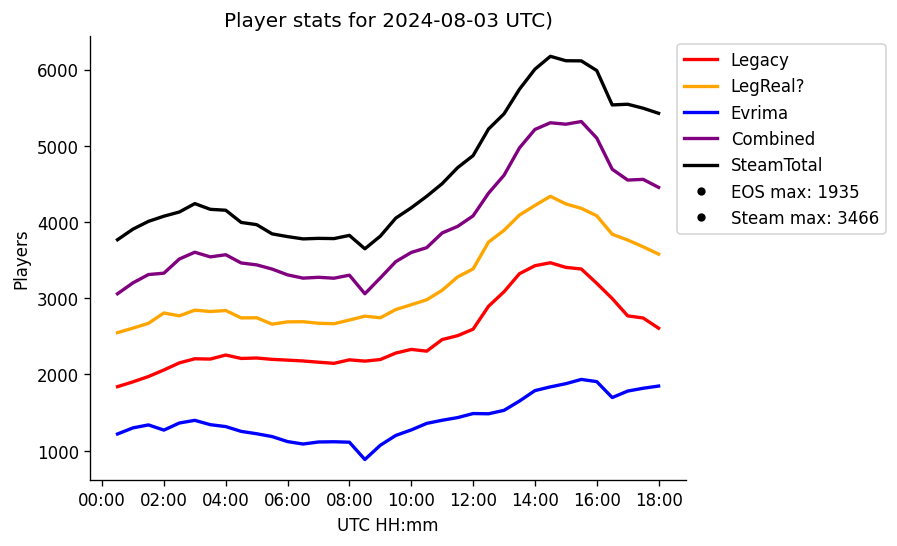 Player stats for 2024-08-03 UTC)
Legacy
LegReal?
Evrima
Combined
SteamTotal
EOS max: 1935
Steam max: 3466
Players
6000
5000
4000
3000
2000
1000
00:00 02:00 04:00 06:00 08:00 10:00 12:00 14:00 16:00 18:00
UTC HH:mm